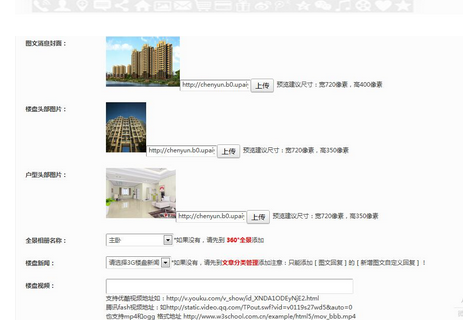 图文消息封面：
http://chenyun.b0.upai 上传 预览建议尺寸：宽720像素，高400像素
楼盘头部图片：
http://chenyun.b0.upai 上传 预览建议尺寸：宽720像素，高350像素
户型头部图片：
http://chenyun.b0.upai 上传 预览建议尺寸：宽720像素，高350像素
全景相册名称： 主卧 *如果没有，请先到 360°全景添加
楼盘新闻： 请选择3G楼盘新闻 *如果没有，请先到文章分类管理添加注意：只能添加 [ 图文回复 ] 的 [ 新增图文自定义回复 ] ！
楼盘视频：
支持优酷视频地址如：http://v.youku.com/v_show/id_XNDA1ODEyNjE2.html
腾讯flash视频地址：如http://static.video.qq.com/TPout.swf?vid=v0119s27wd5&auto=0
也支持mp4和ogg 格式地址 http://www.w3school.com.cn/example/html5/mov_bbb.mp4